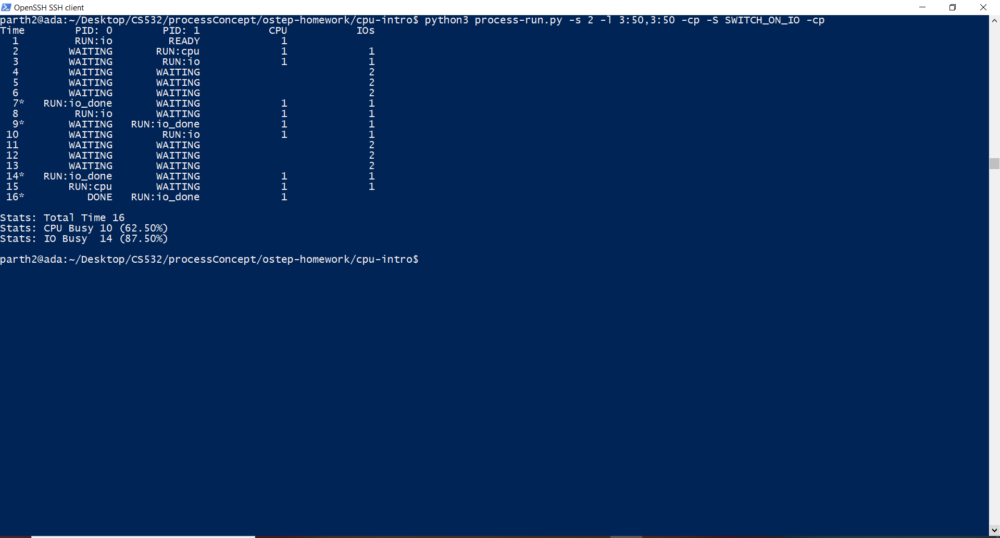 OpenSSH SSH client
parth2@ada:~/Desktop/CS532/processConcept/ostep-homework/cpu-intro$ python3 process-run.py -s 2 -l 3:50,3:50 -cp -S SWITCH_ON_IO -cp
Time        PID: 0        PID: 1           CPU           IOs
  1         RUN:io         READY             1
  2        WAITING       RUN:cpu             1             1
  3        WAITING        RUN:io             1             1
  4        WAITING       WAITING                           2
  5        WAITING       WAITING                           2
  6        WAITING       WAITING                           2
  7*   RUN:io_done       WAITING             1             1
  8         RUN:io       WAITING             1             1
  9*       WAITING   RUN:io_done             1             1
 10        WAITING        RUN:io             1             1
 11        WAITING       WAITING                           2
 12        WAITING       WAITING                           2
 13        WAITING       WAITING                           2
 14*   RUN:io_done       WAITING             1             1
 15        RUN:cpu       WAITING             1             1
 16*          DONE   RUN:io_done             1
Stats: Total Time 16
Stats: CPU Busy 10 (62.50%)
Stats: IO Busy  14 (87.50%)
parth2@ada:~/Desktop/CS532/processConcept/ostep-homework/cpu-intro$